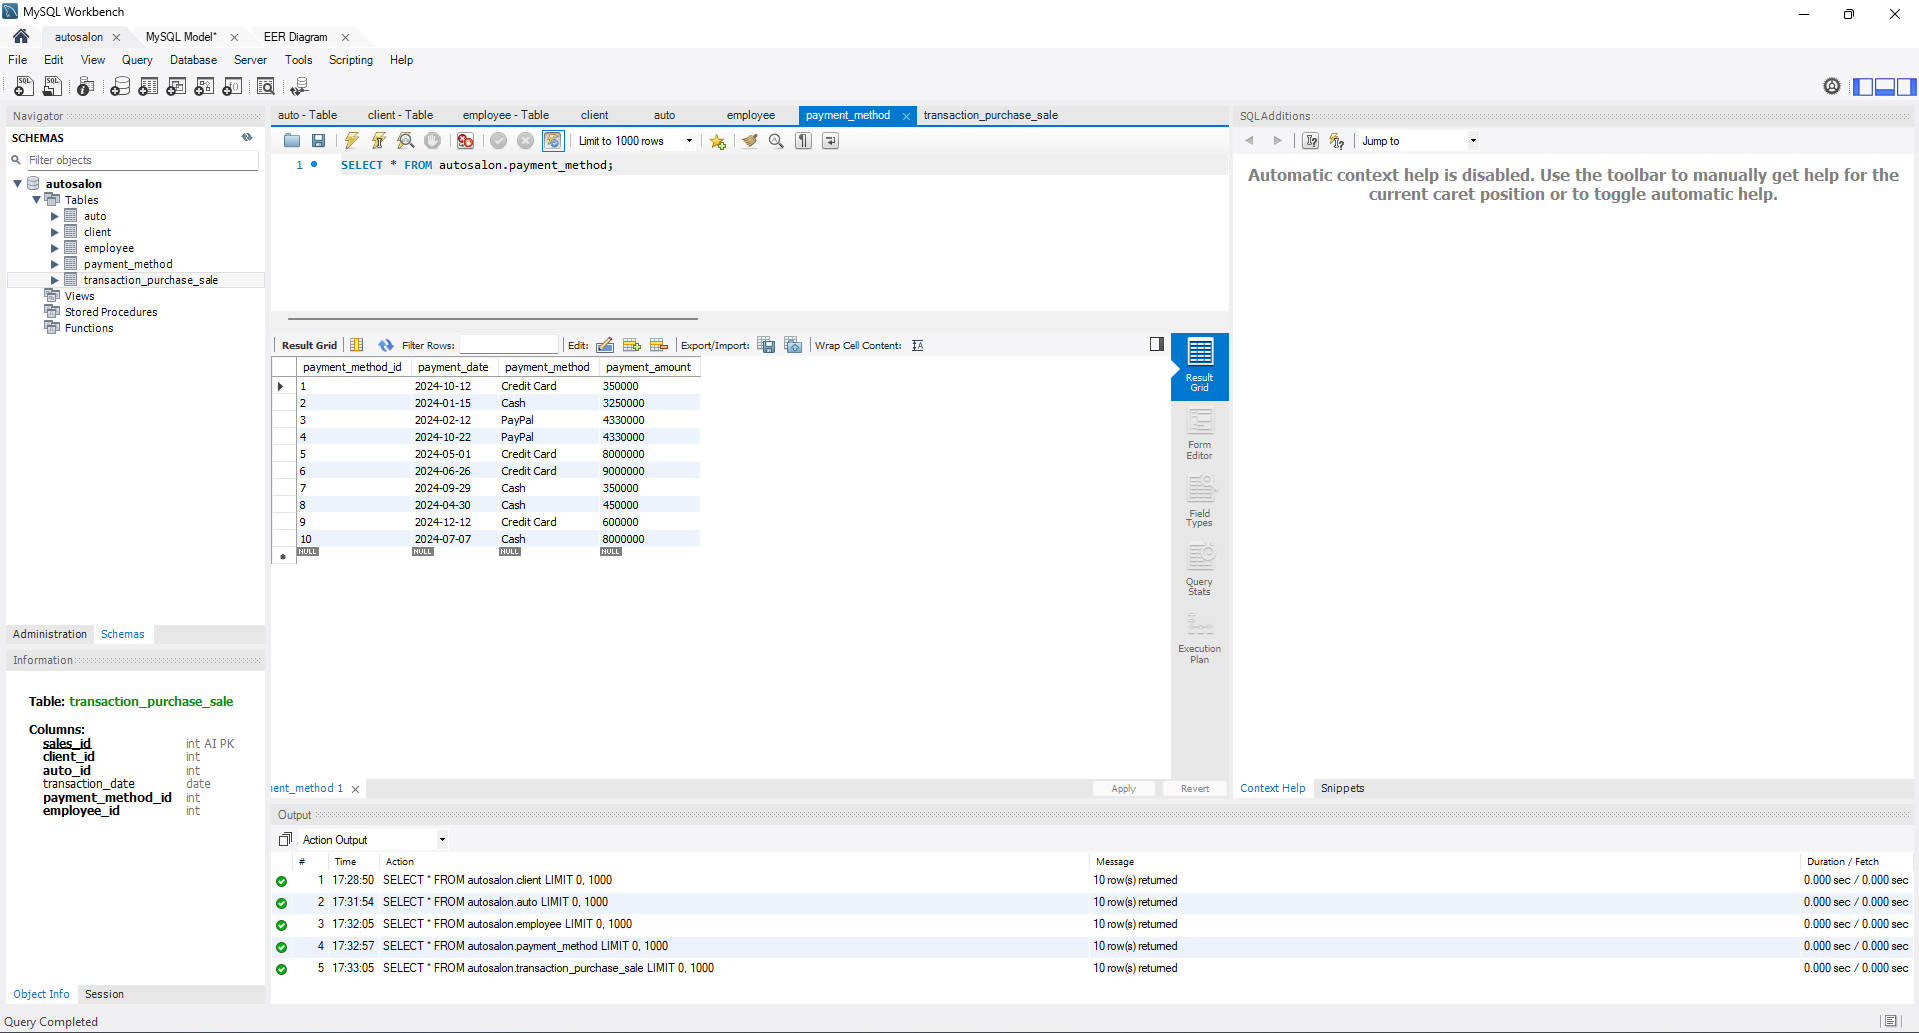 MySQL Workbench
autosalon
MySQL Model*
EER Diagram
File Edit View Query Database Server Tools Scripting Help
Navigator
SCHEMAS
Filter objects
autosalon
Tables
auto
client
employee
payment_method
transaction_purchase_sale
Views
Stored Procedures
Functions
Administration Schemas
Information
Table: transaction_purchase_sale
Columns:
sales_id int AI PK
client_id int
auto_id int
transaction_date date
payment_method_id int
employee_id int
Object Info Session
auto - Table client - Table employee - Table client auto employee payment_method transaction_purchase_sale
Limit to 1000 rows
1 SELECT * FROM autosalon.payment_method;
Result Grid Filter Rows: Edit: Export/Import: Wrap Cell Content:
payment_method_id payment_date payment_method payment_amount
1 2024-10-12 Credit Card 350000
2 2024-01-15 Cash 3250000
3 2024-02-12 PayPal 4330000
4 2024-10-22 PayPal 4330000
5 2024-05-01 Credit Card 8000000
6 2024-06-26 Credit Card 9000000
7 2024-09-29 Cash 350000
8 2024-04-30 Cash 450000
9 2024-12-12 Credit Card 600000
10 2024-07-07 Cash 8000000
NULL NULL NULL NULL
Result
Grid
Form
Editor
Field
Types
Query
Stats
Execution
Plan
ent_method 1
Apply Revert
SQLAdditions
Jump to
Automatic context help is disabled. Use the toolbar to manually get help for the
current caret position or to toggle automatic help.
Context Help Snippets
Output
Action Output
# Time Action Message Duration / Fetch
1 17:28:50 SELECT * FROM autosalon.client LIMIT 0, 1000 10 row(s) returned 0.000 sec / 0.000 sec
2 17:31:54 SELECT * FROM autosalon.auto LIMIT 0, 1000 10 row(s) returned 0.000 sec / 0.000 sec
3 17:32:05 SELECT * FROM autosalon.employee LIMIT 0, 1000 10 row(s) returned 0.000 sec / 0.000 sec
4 17:32:57 SELECT * FROM autosalon.payment_method LIMIT 0, 1000 10 row(s) returned 0.000 sec / 0.000 sec
5 17:33:05 SELECT * FROM autosalon.transaction_purchase_sale LIMIT 0, 1000 10 row(s) returned 0.000 sec / 0.000 sec
Query Completed